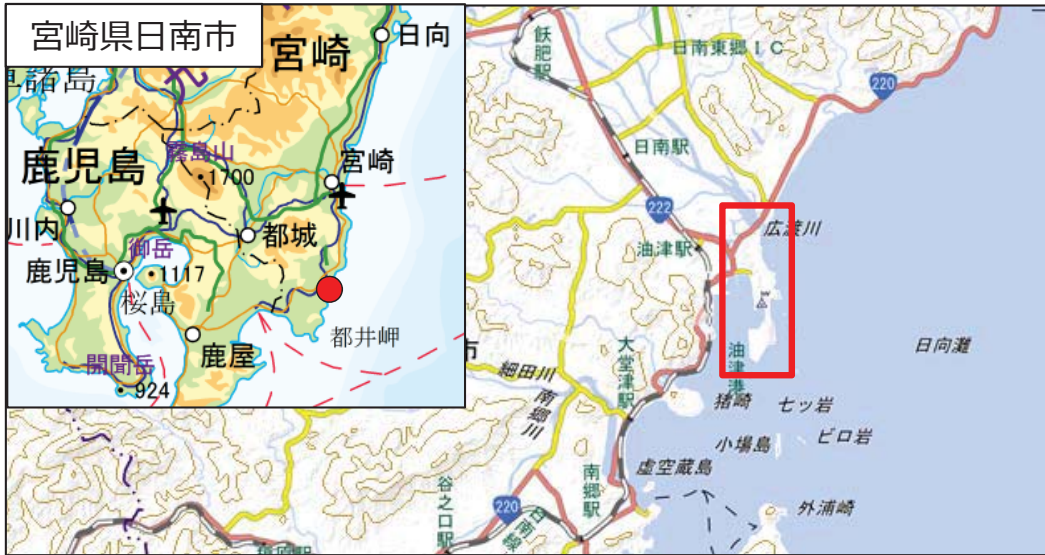 宮崎県日南市
宮崎
日向
鹿児島
霧島山
1700
宮崎
川内
都城
御岳
鹿児島
1117
桜島
鹿屋
都井岬
開聞岳
924
飫肥駅
日南東郷IC
220
日南駅
222
広渡川
油津駅
油津港
日向灘
大堂津駅
細田川
南郷川
猪崎
七ッ岩
小場島
ビロ岩
虚空蔵島
南郷駅
谷之口駅
220
日南線
外浦崎